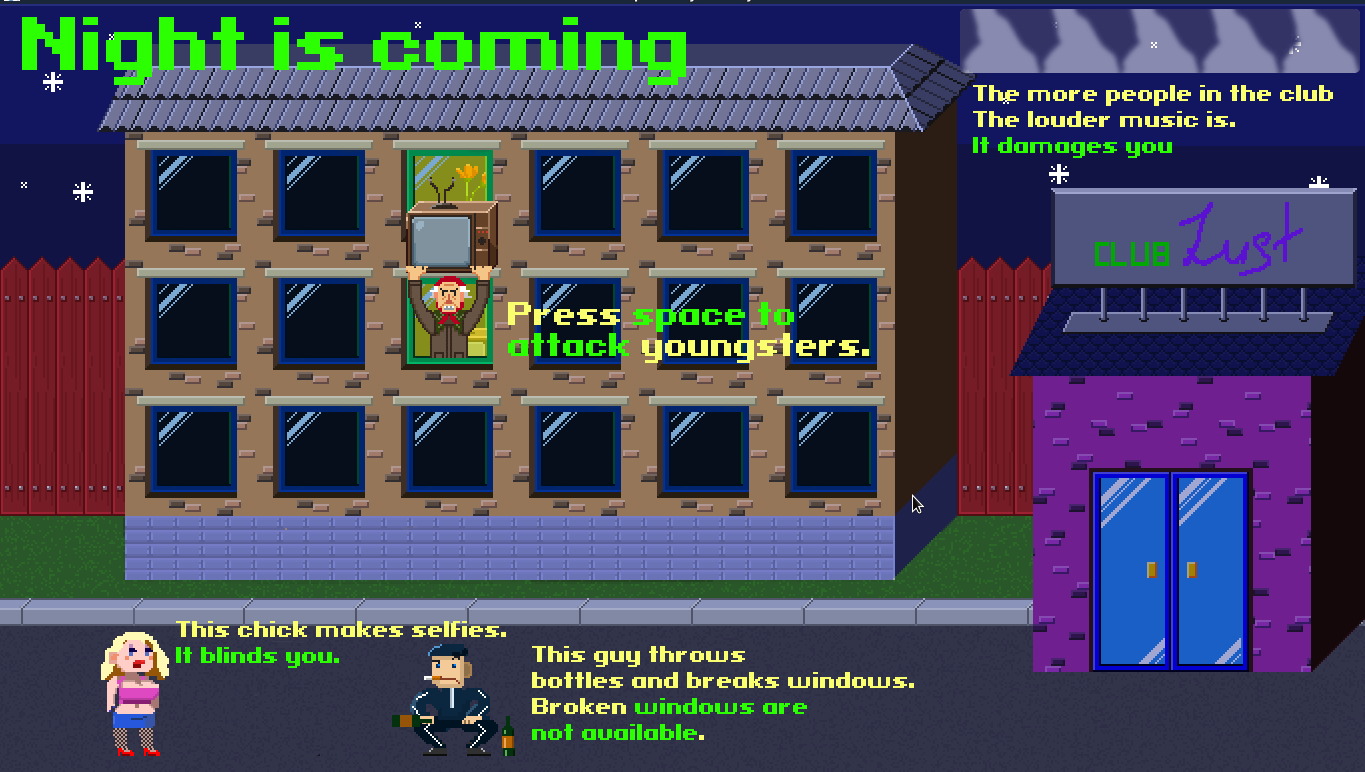 Night is coming
The more people in the club
The louder music is.
It damages you
CLUB Lust
Press space to
attack youngsters.
This chick makes selfies.
It blinds you.
This guy throws
bottles and breaks windows.
Broken windows are
not available.